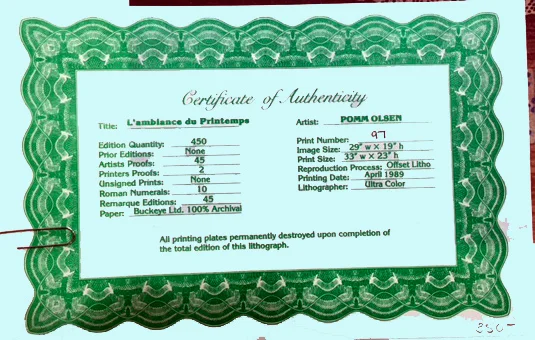 Certificate of Authenticity
Title: L'ambiance du Printemps
Artist: POMM OLSEN
Edition Quantity: 450
Prior Editions: None
Artists Proofs: 45
Printers Proofs: 2
Unsigned Prints: None
Roman Numerals: 10
Remarque Editions: 45
Paper: Buckeye Ltd. 100% Archival
Print Number: 97
Image Size: 29" w X 19" h
Print Size: 33" w X 23" h
Reproduction Process: Offset Litho
Printing Date: April 1989
Lithographer: Ultra Color
All printing plates permanently destroyed upon completion of
the total edition of this lithograph.
350-